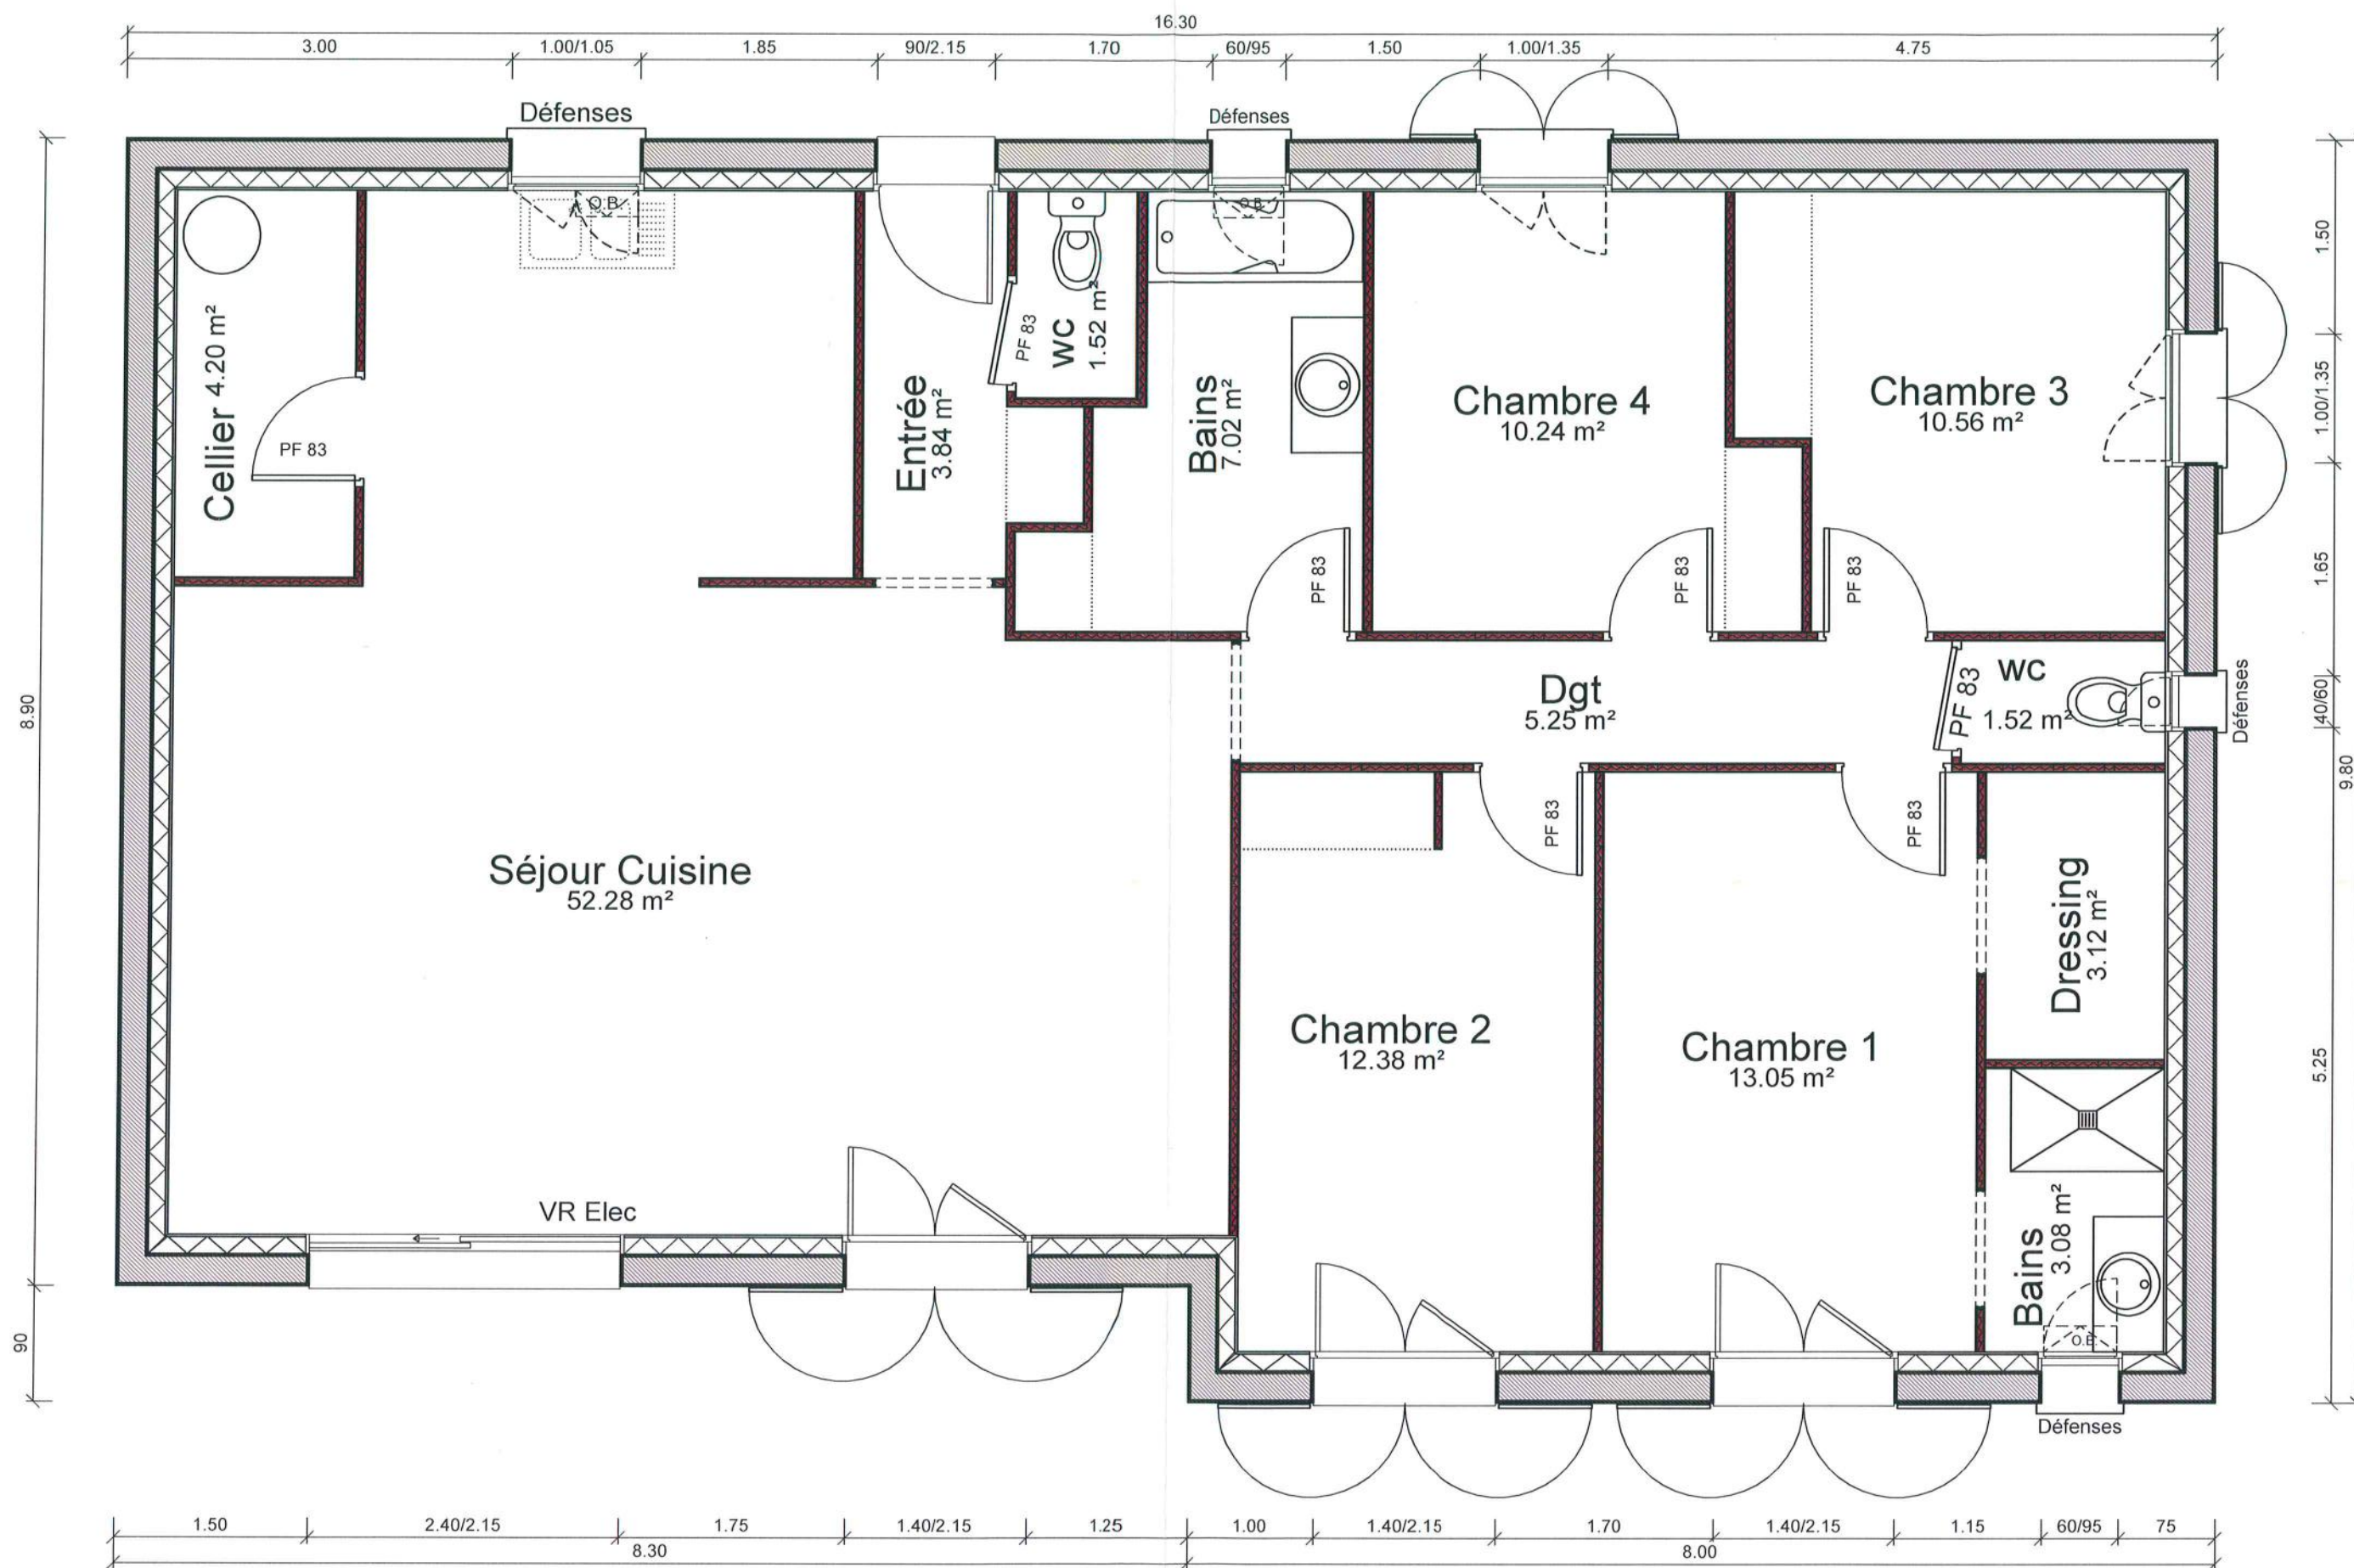 16.30
3.00
1.00/1.05
1.85
90/2.15
1.70
60/95
1.50
1.00/1.35
4.75
Défenses
Défenses
O.B.
O.B.
8.90
90
Cellier 4.20 m²
PF 83
Entrée
3.84 m²
PF 83
WC
1.52 m²
Bains
7.02 m²
Chambre 4
10.24 m²
Chambre 3
10.56 m²
PF 83
PF 83
PF 83
1.50
1.00/1.35
1.65
40/60
5.25
9.80
Dgt
5.25 m²
PF 83
WC
1.52 m²
Défenses
PF 83
PF 83
Séjour Cuisine
52.28 m²
Chambre 2
12.38 m²
Chambre 1
13.05 m²
Dressing
3.12 m²
Bains
3.08 m²
VR Elec
Défenses
1.50
2.40/2.15
1.75
1.40/2.15
1.25
1.00
1.40/2.15
1.70
1.40/2.15
1.15
60/95
75
8.30
8.00